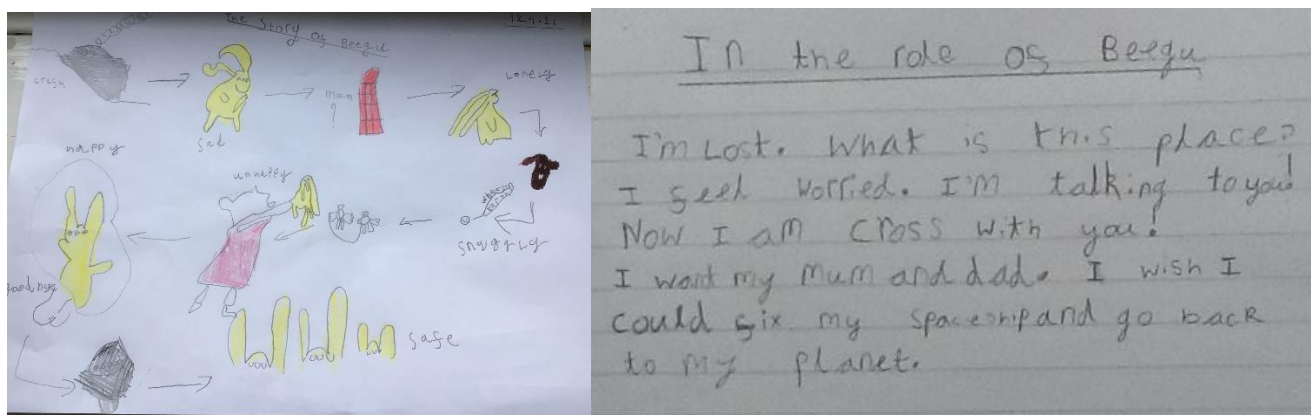 The Story Of Beegu
12.1.21
crash
sad
man
?
Lonely
happy
unhappy
snuggly
Goodbye
safe
In the role of Beegu
I'm Lost. What is this place?
I feel worried. I'm talking to you!
Now I am cross with you!
I want my mum and dad. I wish I
could fix my spaceship and go back
to my planet.